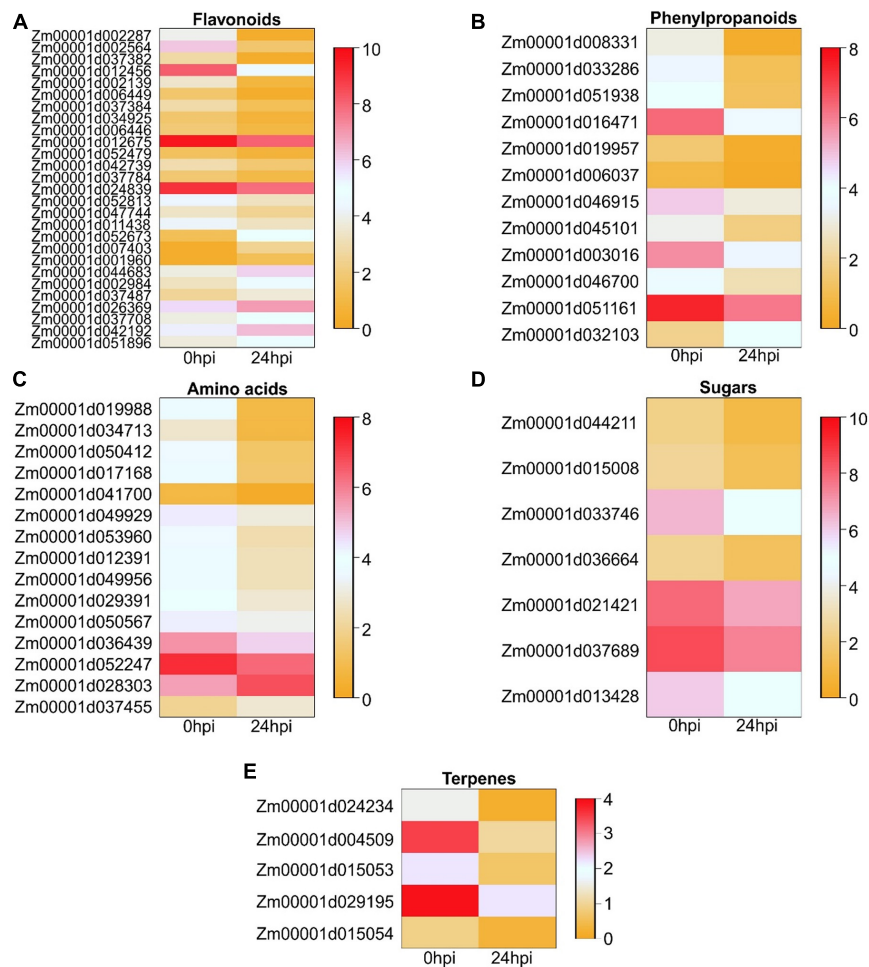 A
Flavonoids
Zm00001d002287
Zm00001d002564
Zm00001d037382
Zm00001d012456
Zm00001d002139
Zm00001d006449
Zm00001d037384
Zm00001d034925
Zm00001d006446
Zm00001d012675
Zm00001d052479
Zm00001d042739
Zm00001d037784
Zm00001d024839
Zm00001d052813
Zm00001d047744
Zm00001d011438
Zm00001d052673
Zm00001d007403
Zm00001d001960
Zm00001d044683
Zm00001d002984
Zm00001d037487
Zm00001d026369
Zm00001d037708
Zm00001d042192
Zm00001d051896
0hpi 24hpi
10
8
6
4
2
0
B
Phenylpropanoids
Zm00001d008331
Zm00001d033286
Zm00001d051938
Zm00001d016471
Zm00001d019957
Zm00001d006037
Zm00001d046915
Zm00001d045101
Zm00001d003016
Zm00001d046700
Zm00001d051161
Zm00001d032103
0hpi 24hpi
8
6
4
2
0
C
Amino acids
Zm00001d019988
Zm00001d034713
Zm00001d050412
Zm00001d017168
Zm00001d041700
Zm00001d049929
Zm00001d053960
Zm00001d012391
Zm00001d049956
Zm00001d029391
Zm00001d050567
Zm00001d036439
Zm00001d052247
Zm00001d028303
Zm00001d037455
0hpi 24hpi
8
6
4
2
0
D
Sugars
Zm00001d044211
Zm00001d015008
Zm00001d033746
Zm00001d036664
Zm00001d021421
Zm00001d037689
Zm00001d013428
0hpi 24hpi
10
8
6
4
2
0
E
Terpenes
Zm00001d024234
Zm00001d004509
Zm00001d015053
Zm00001d029195
Zm00001d015054
0hpi 24hpi
4
3
2
1
0